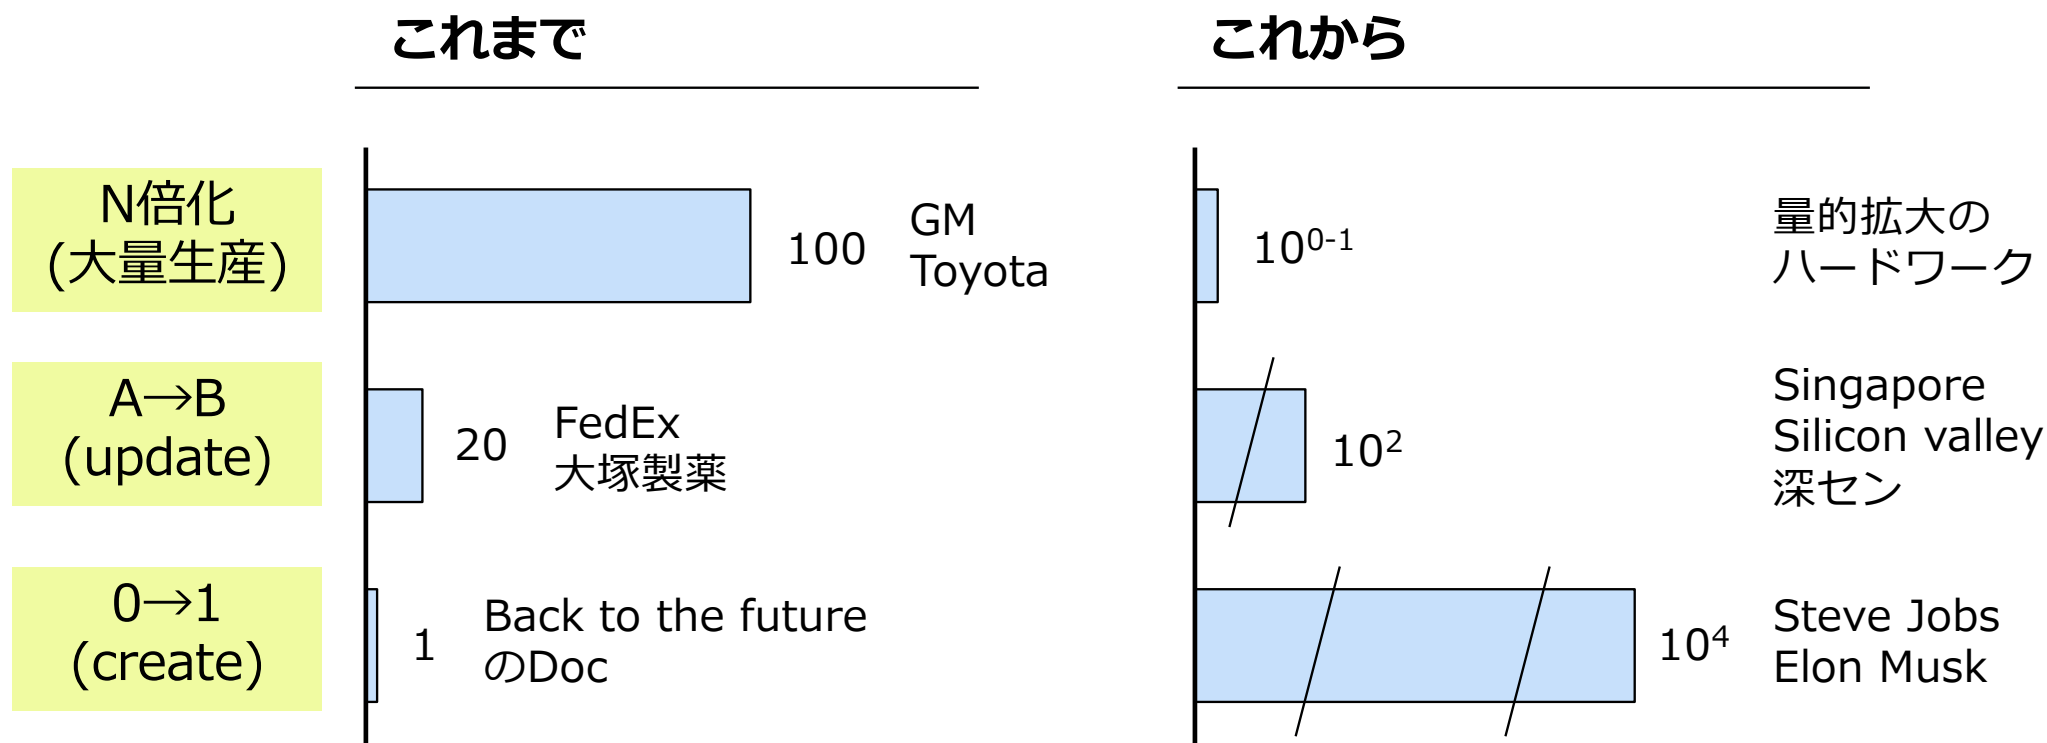 これまで
これから
N倍化
(大量生産)
100
GM
Toyota
10⁰⁻¹
量的拡大の
ハードワーク
A→B
(update)
20
FedEx
大塚製薬
10²
Singapore
Silicon valley
深セン
0→1
(create)
1
Back to the future
のDoc
10⁴
Steve Jobs
Elon Musk